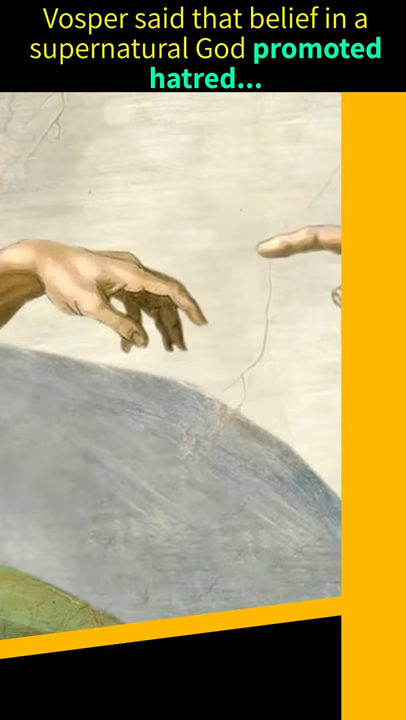 Vosper said that belief in a
supernatural God promoted
hatred...